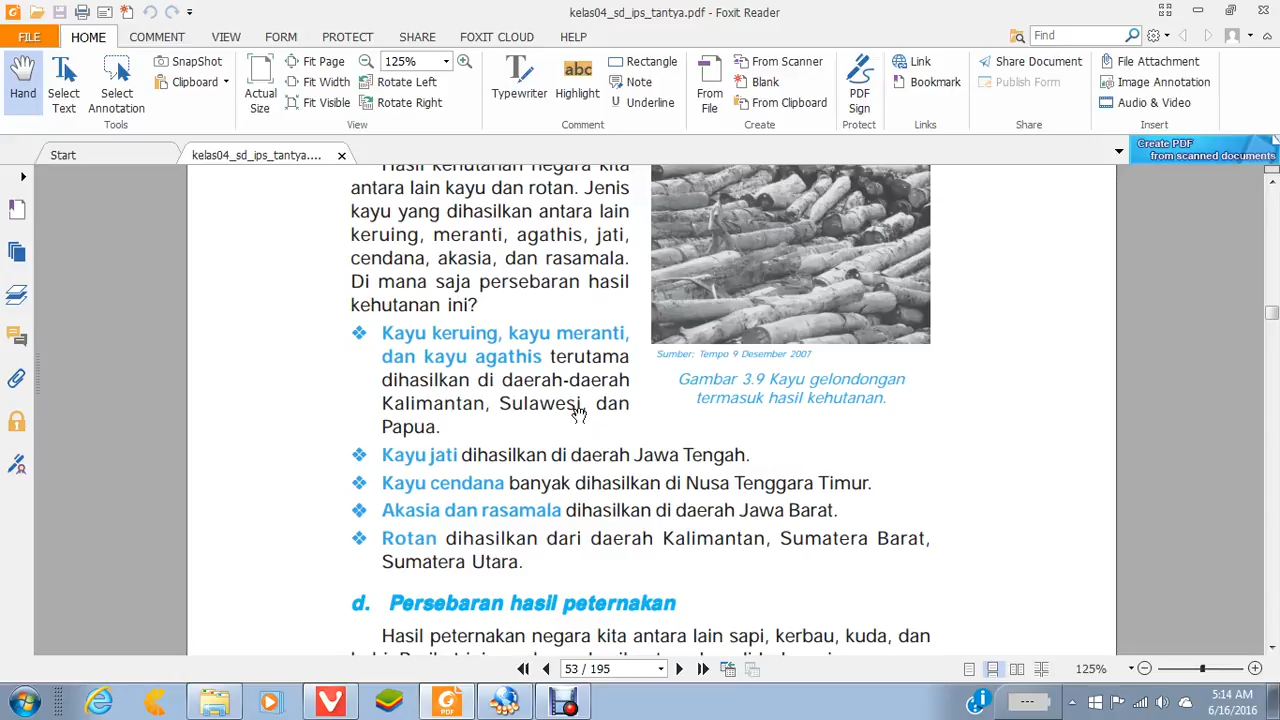 kelas04_sd_ips_tantya.pdf - Foxit Reader
FILE
HOME
COMMENT
VIEW
FORM
PROTECT
SHARE
FOXIT CLOUD
HELP
Find
Hand
Select
Text
Select
Annotation
SnapShot
Clipboard
Tools
Actual
Size
Fit Page
Fit Width
Fit Visible
125%
Rotate Left
Rotate Right
View
Typewriter
abc
Highlight
Rectangle
Note
Underline
Comment
From
File
From Scanner
Blank
From Clipboard
Create
PDF
Sign
Protect
Link
Bookmark
Links
Share Document
Publish Form
Share
File Attachment
Image Annotation
Audio & Video
Insert
Start
kelas04_sd_ips_tantya....
Create PDF
from scanned documents
Hasil kehutanan negara kita
antara lain kayu dan rotan. Jenis
kayu yang dihasilkan antara lain
keruing, meranti, agathis, jati,
cendana, akasia, dan rasamala.
Di mana saja persebaran hasil
kehutanan ini?
Sumber: Tempo 9 Desember 2007
Gambar 3.9 Kayu gelondongan
termasuk hasil kehutanan.
❖ Kayu keruing, kayu meranti,
dan kayu agathis terutama
dihasilkan di daerah-daerah
Kalimantan, Sulawesi, dan
Papua.
❖ Kayu jati dihasilkan di daerah Jawa Tengah.
❖ Kayu cendana banyak dihasilkan di Nusa Tenggara Timur.
❖ Akasia dan rasamala dihasilkan di daerah Jawa Barat.
❖ Rotan dihasilkan dari daerah Kalimantan, Sumatera Barat,
Sumatera Utara.
d. Persebaran hasil peternakan
Hasil peternakan negara kita antara lain sapi, kerbau, kuda, dan
53 / 195
125%
5:14 AM
6/16/2016